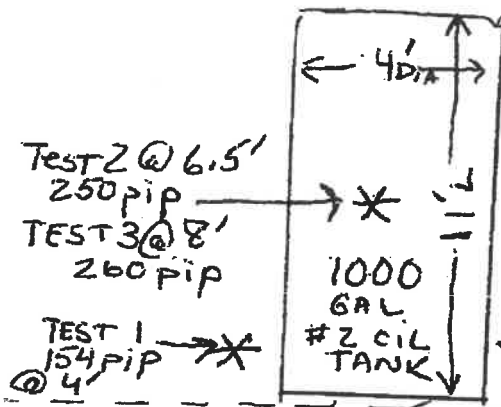 4' DIA
TEST 2 @ 6.5'
250 pip
TEST 3 @ 8'
260 pip
1000
GAL
#2 OIL
TANK
TEST 1
154 pip
@ 4'